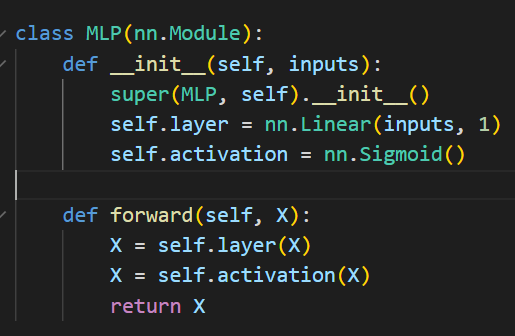 class MLP(nn.Module):
    def __init__(self, inputs):
        super(MLP, self).__init__()
        self.layer = nn.Linear(inputs, 1)
        self.activation = nn.Sigmoid()
    def forward(self, X):
        X = self.layer(X)
        X = self.activation(X)
        return X